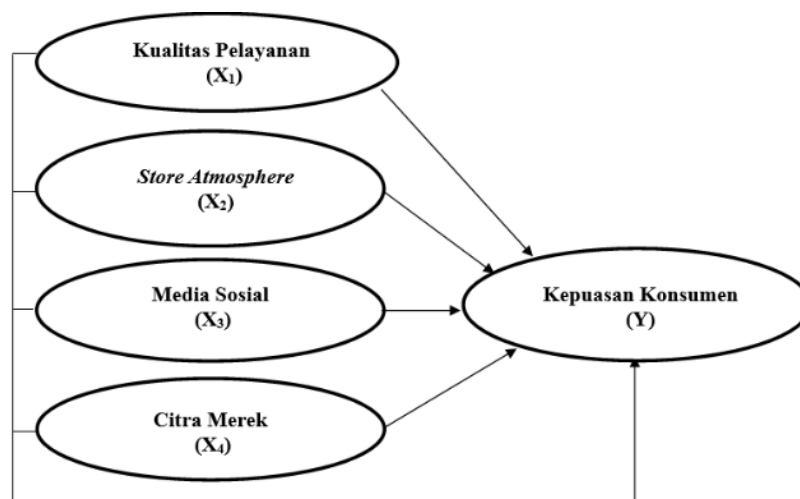 Kualitas Pelayanan
(X₁)
Store Atmosphere
(X₂)
Media Sosial
(X₃)
Kepuasan Konsumen
(Y)
Citra Merek
(X₄)